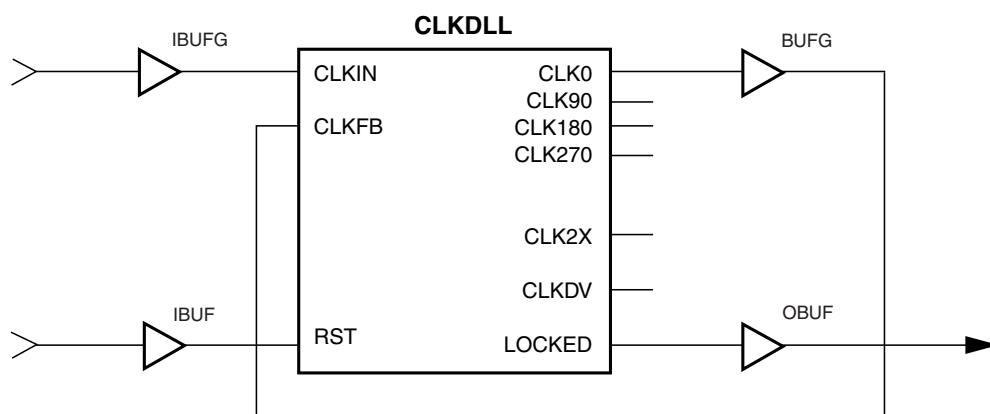 CLKDLL
IBUFG
BUFG
CLKIN
CLK0
CLK90
CLKFB
CLK180
CLK270
CLK2X
CLKDV
IBUF
OBUF
RST
LOCKED